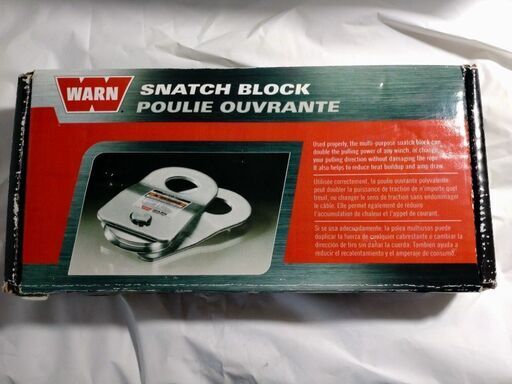 WARN
SNATCH BLOCK
POULIE OUVRANTE
Used properly, the multi-purpose snatch block can
double the pulling power of any winch, or change
your pulling direction without damaging the rope.
It also helps to reduce heat buildup and amp draw.
Utilisée correctement, la poulie ouvrante polyvalente
peut doubler la puissance de traction de n'importe quel
treuil, ou changer le sens de traction sans endommager
le câble. Elle permet également de réduire
l'accumulation de chaleur et l'appel de courant.
Si se usa adecuadamente, la polea multiusos puede
duplicar la fuerza de cualquier cabrestante o cambiar la
dirección de tiro sin dañar la cuerda. También ayuda a
reducir el recalentamiento y el amperaje de consumo.